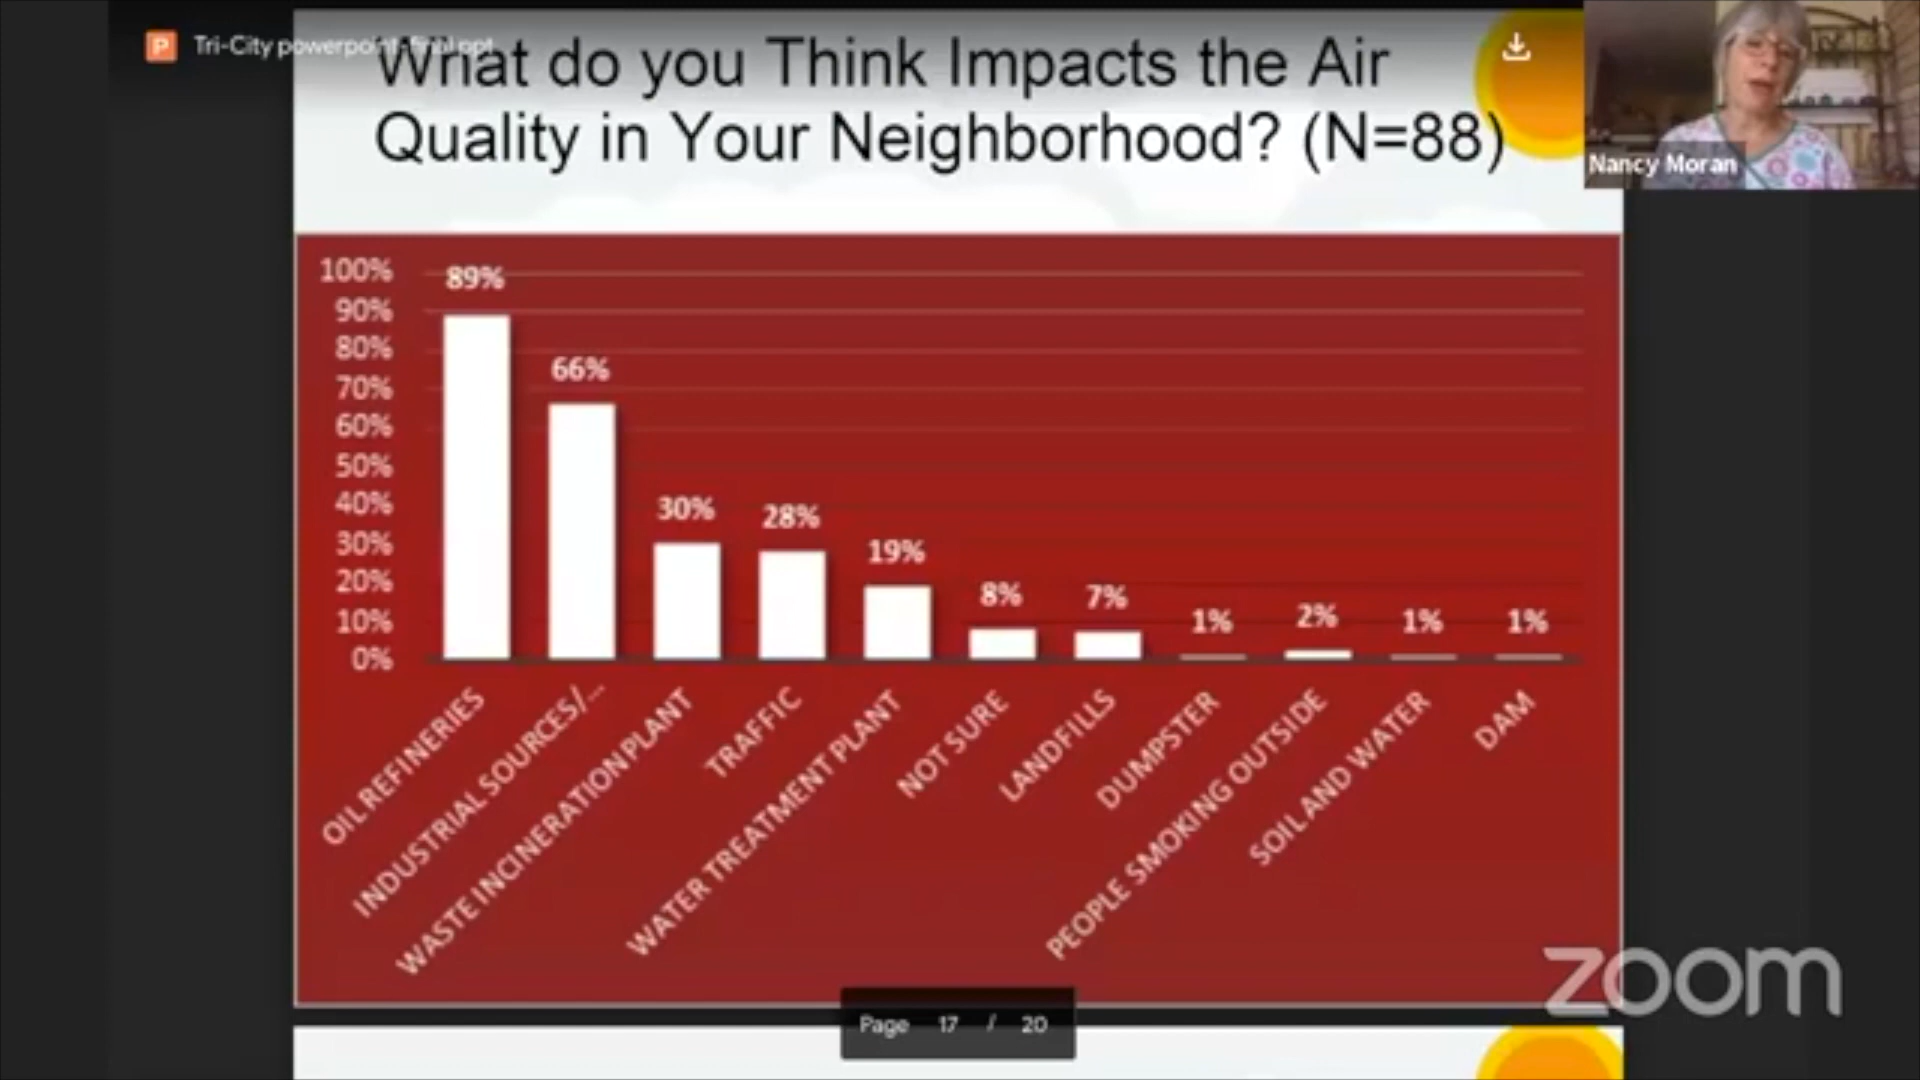 Tri-City powerpoint-final.ppt
What do you Think Impacts the Air
Quality in Your Neighborhood? (N=88)
Nancy Moran
100%
90%
80%
70%
60%
50%
40%
30%
20%
10%
0%
89%
66%
30%
28%
19%
8%
7%
1%
2%
1%
1%
OIL REFINERIES
INDUSTRIAL SOURCES/...
WASTE INCINERATION PLANT
TRAFFIC
WATER TREATMENT PLANT
NOT SURE
LANDFILLS
DUMPSTER
PEOPLE SMOKING OUTSIDE
SOIL AND WATER
DAM
zoom
Page 17 / 20